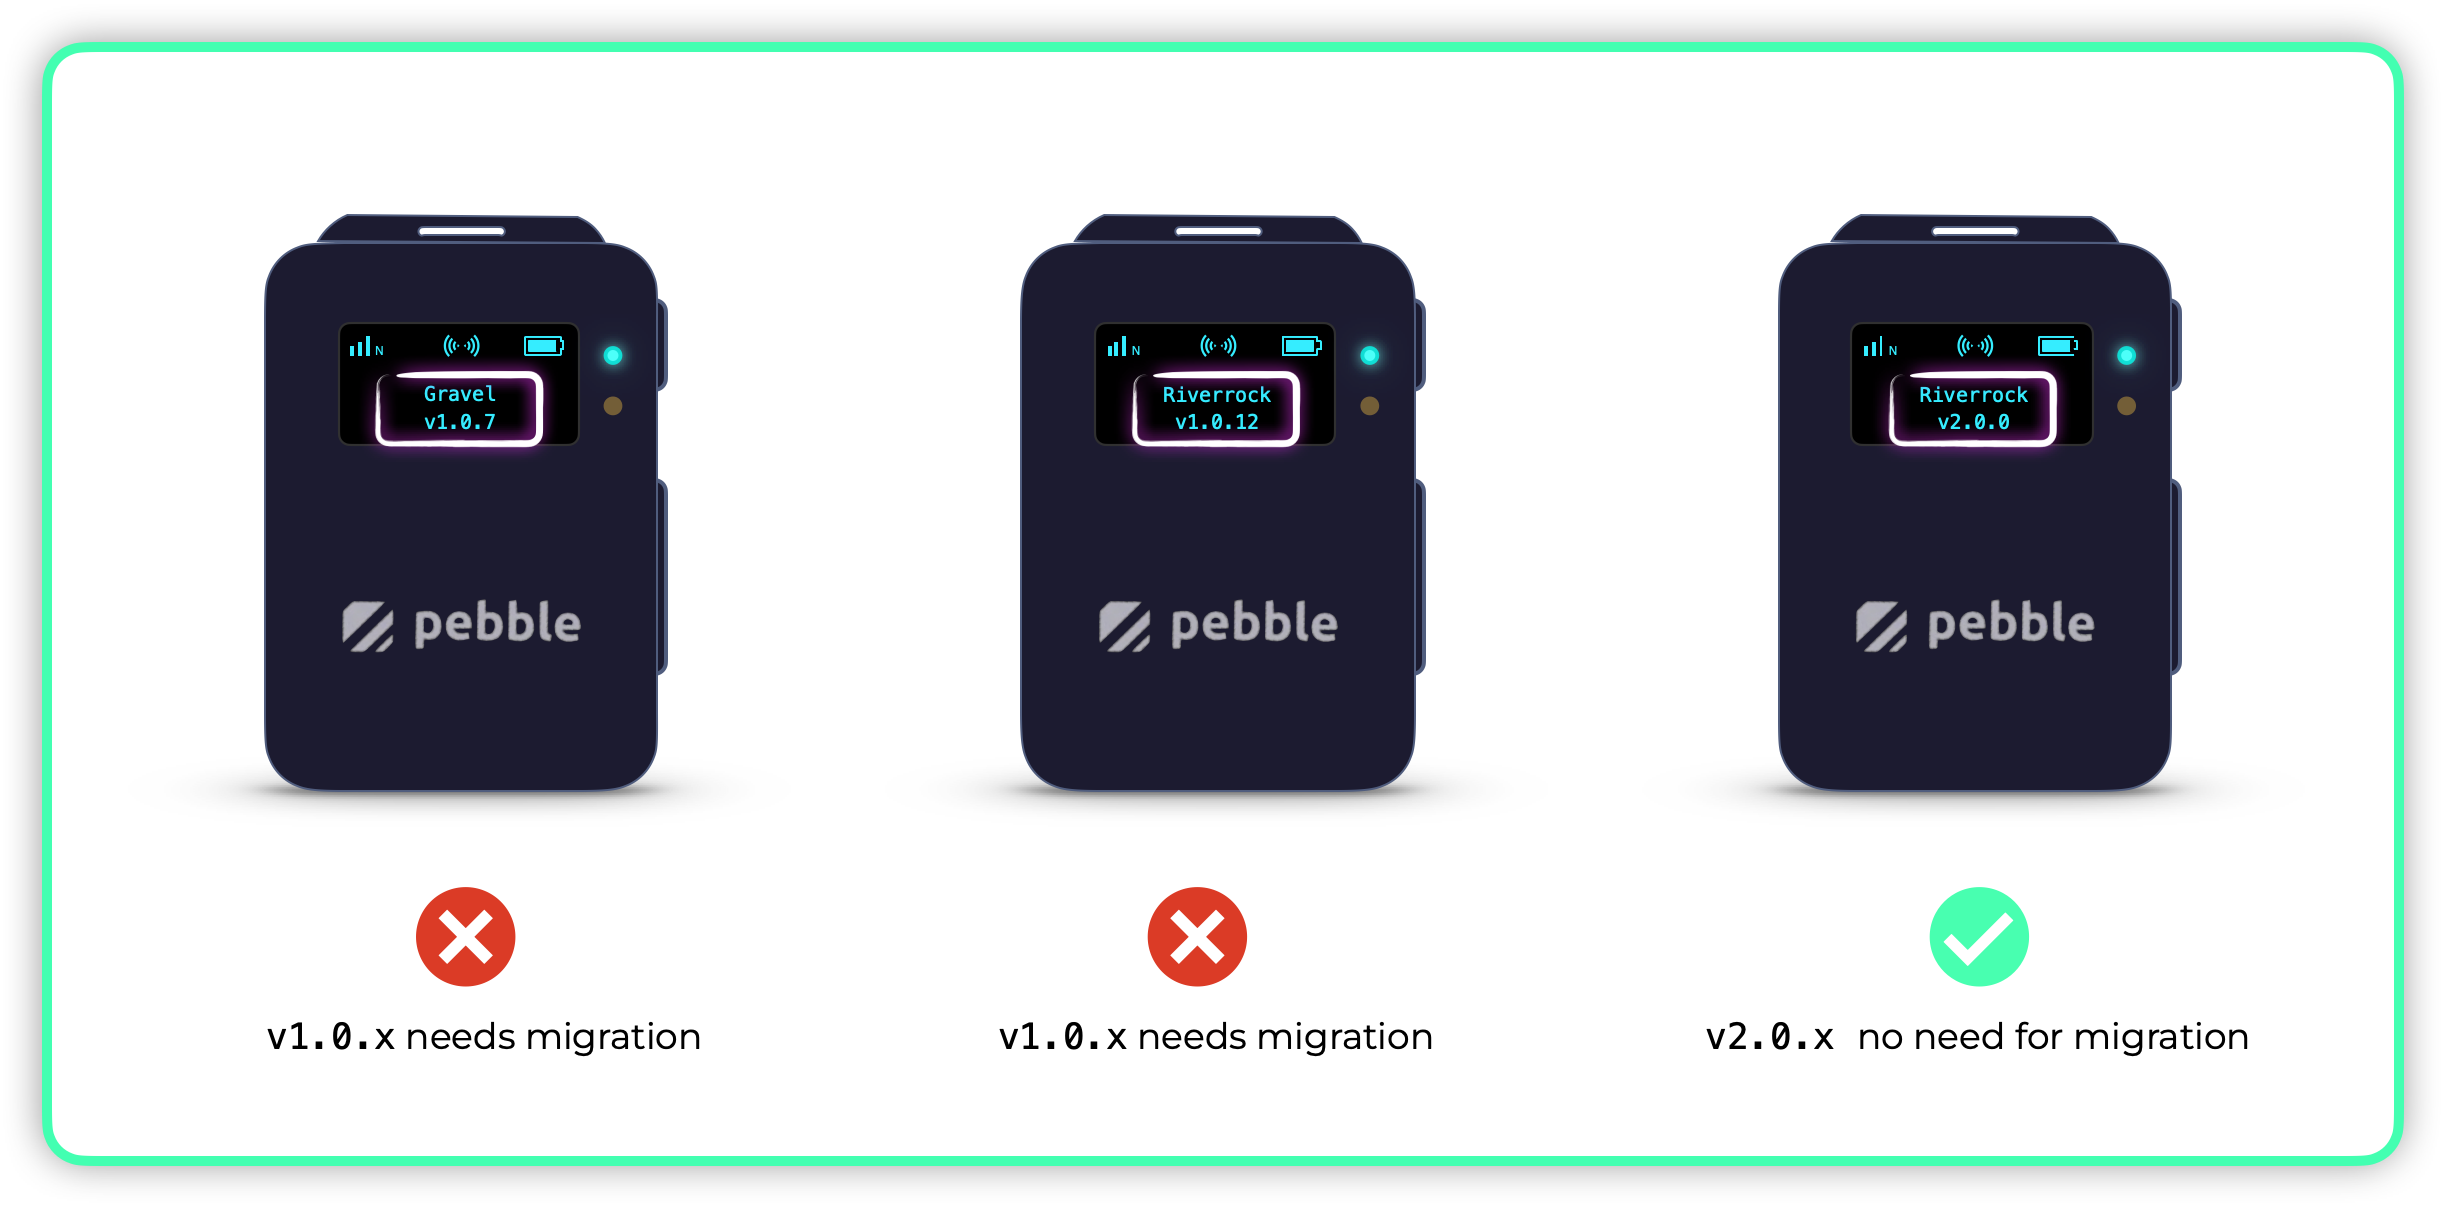 N
Gravel
v1.0.7
pebble
v1.0.x needs migration
N
Riverrock
v1.0.12
pebble
v1.0.x needs migration
N
Riverrock
v2.0.0
pebble
v2.0.x no need for migration